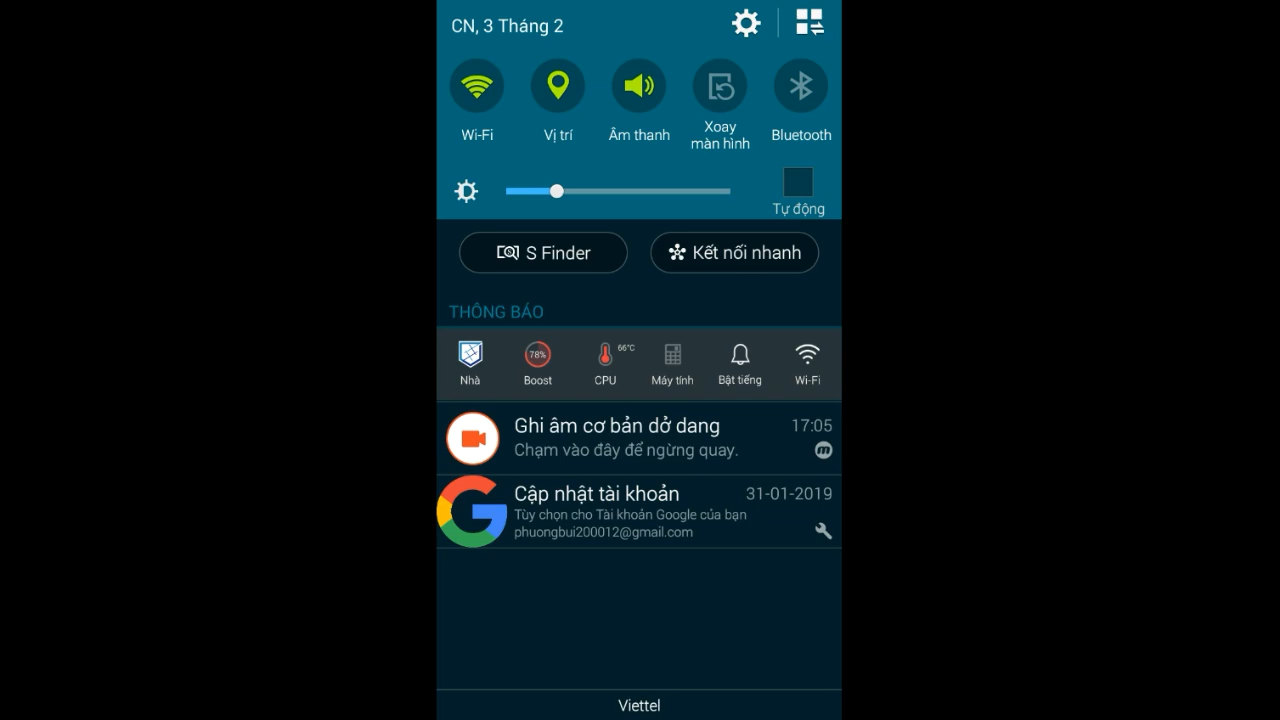 CN, 3 Tháng 2
Wi-Fi
Vị trí
Âm thanh
Xoay
màn hình
Bluetooth
Tự động
S Finder
Kết nối nhanh
THÔNG BÁO
78%
66°C
Nhà
Boost
CPU
Máy tính
Bật tiếng
Wi-Fi
Ghi âm cơ bản dở dang
17:05
Chạm vào đây để ngừng quay.
m
Cập nhật tài khoản
31-01-2019
Tùy chọn cho Tài khoản Google của bạn
phuongbui200012@gmail.com
Viettel